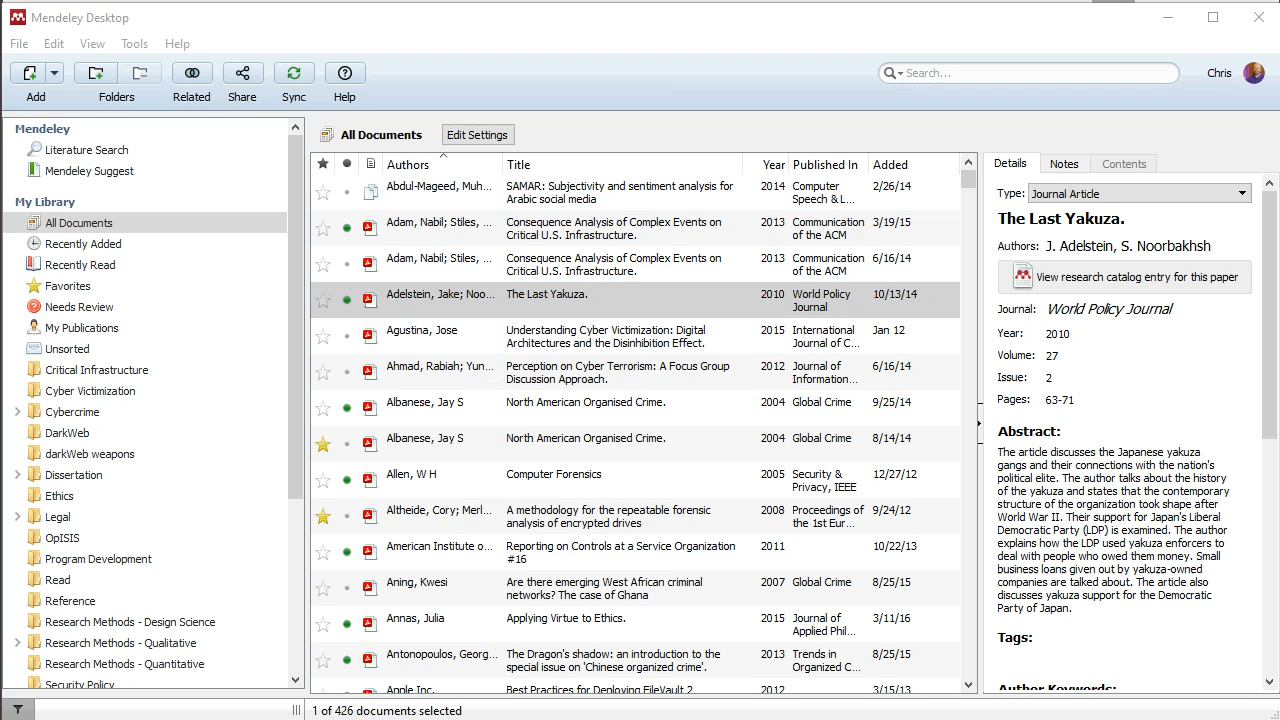 Mendeley Desktop
File Edit View Tools Help
Search...
Chris
Add Folders Related Share Sync Help
Mendeley
Literature Search
Mendeley Suggest
My Library
All Documents
Recently Added
Recently Read
Favorites
Needs Review
My Publications
Unsorted
Critical Infrastructure
Cyber Victimization
Cybercrime
DarkWeb
darkWeb weapons
Dissertation
Ethics
Legal
OpISIS
Program Development
Read
Reference
Research Methods - Design Science
Research Methods - Qualitative
Research Methods - Quantitative
Security Policy
All Documents Edit Settings
Authors Title Year Published In Added
Abdul-Mageed, Muh... SAMAR: Subjectivity and sentiment analysis for 2014 Computer 2/26/14
Arabic social media Speech & L...
Adam, Nabil; Stiles, ... Consequence Analysis of Complex Events on 2013 Communication 3/19/15
Critical U.S. Infrastructure. of the ACM
Adam, Nabil; Stiles, ... Consequence Analysis of Complex Events on 2013 Communication 6/16/14
Critical U.S. Infrastructure. of the ACM
Adelstein, Jake; Noo... The Last Yakuza. 2010 World Policy 10/13/14
Journal
Agustina, Jose Understanding Cyber Victimization: Digital 2015 International Jan 12
Architectures and the Disinhibition Effect. Journal of C...
Ahmad, Rabiah; Yun... Perception on Cyber Terrorism: A Focus Group 2012 Journal of 6/16/14
Discussion Approach. Information...
Albanese, Jay S North American Organised Crime. 2004 Global Crime 9/25/14
Albanese, Jay S North American Organised Crime. 2004 Global Crime 8/14/14
Allen, W H Computer Forensics 2005 Security & 12/27/12
Privacy, IEEE
Altheide, Cory; Merl... A methodology for the repeatable forensic 2008 Proceedings of 9/24/12
analysis of encrypted drives the 1st Eur...
American Institute o... Reporting on Controls at a Service Organization 2011 10/22/13
#16
Aning, Kwesi Are there emerging West African criminal 2007 Global Crime 8/25/15
networks? The case of Ghana
Annas, Julia Applying Virtue to Ethics. 2015 Journal of 3/11/16
Applied Phil...
Antonopoulos, Georg... The Dragon's shadow: an introduction to the 2013 Trends in 8/25/15
special issue on 'Chinese organized crime'. Organized C...
Apple Inc. Best Practices for Deploying FileVault 2 2012 3/15/13
Details Notes Contents
Type: Journal Article
The Last Yakuza.
Authors: J. Adelstein, S. Noorbakhsh
View research catalog entry for this paper
Journal: World Policy Journal
Year: 2010
Volume: 27
Issue: 2
Pages: 63-71
Abstract:
The article discusses the Japanese yakuza
gangs and their connections with the nation's
political elite. The author talks about the history
of the yakuza and states that the contemporary
structure of the organization took shape after
World War II. Their support for Japan's Liberal
Democratic Party (LDP) is examined. The author
explains how the LDP used yakuza enforcers to
deal with people who owed them money. Small
business loans given out by yakuza-owned
companies are talked about. The article also
discusses yakuza support for the Democratic
Party of Japan.
Tags:
Author Keywords:
1 of 426 documents selected